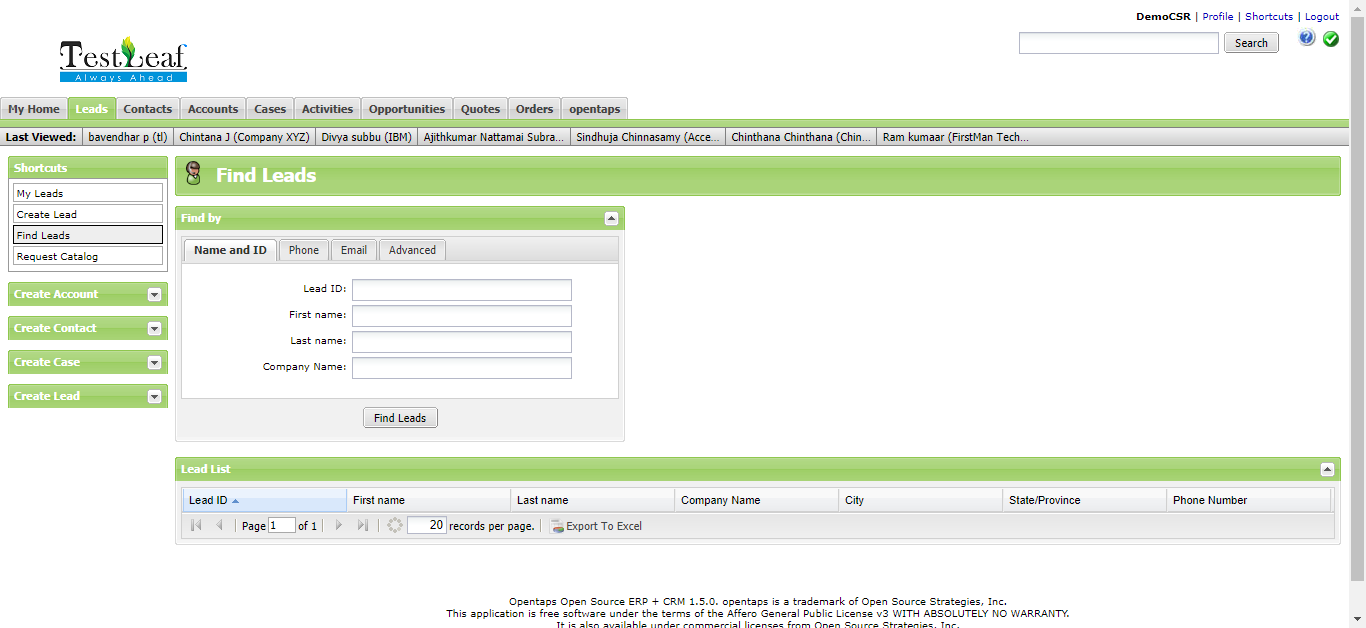 DemoCSR | Profile | Shortcuts | Logout
Search
TestLeaf
Always Ahead
My Home Leads Contacts Accounts Cases Activities Opportunities Quotes Orders opentaps
Last Viewed: bavendhar p (tl) Chintana J (Company XYZ) Divya subbu (IBM) Ajithkumar Nattamai Subra... Sindhuja Chinnasamy (Acce... Chinthana Chinthana (Chin... Ram kumaar (FirstMan Tech...
Shortcuts
My Leads
Create Lead
Find Leads
Request Catalog
Create Account
Create Contact
Create Case
Create Lead
Find Leads
Find by
Name and ID Phone Email Advanced
Lead ID:
First name:
Last name:
Company Name:
Find Leads
Lead List
Lead ID First name Last name Company Name City State/Province Phone Number
Page 1 of 1 20 records per page. Export To Excel
Opentaps Open Source ERP + CRM 1.5.0. opentaps is a trademark of Open Source Strategies, Inc.
This application is free software under the terms of the Affero General Public License v3 WITH ABSOLUTELY NO WARRANTY.
It is also available under commercial licenses from Open Source Strategies, Inc.